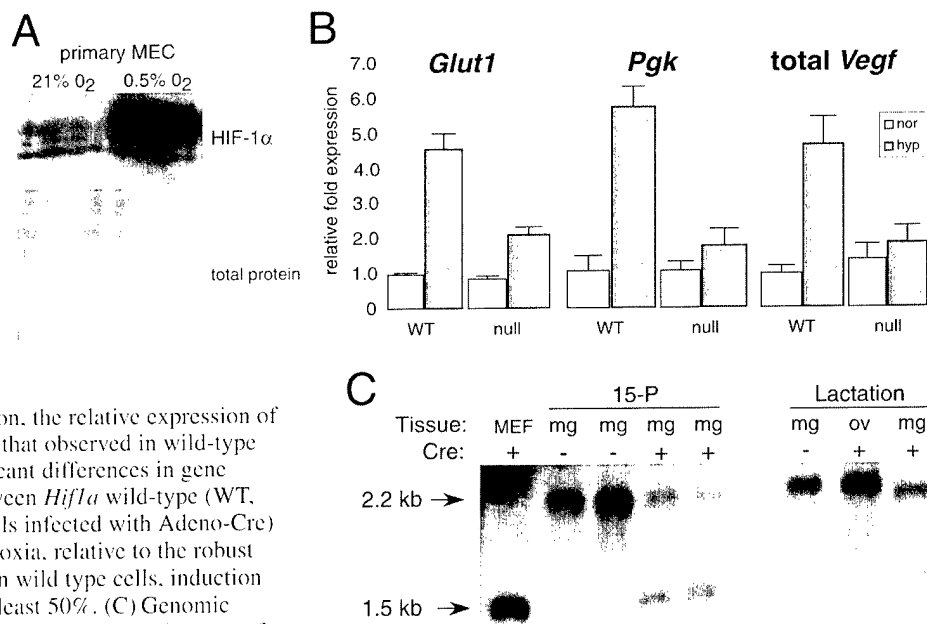 A
primary MEC
21% 02 0.5% 02
HIF-1α
total protein
B
Glut1 Pgk total Vegf
relative fold expression
7.0
6.0
5.0
4.0
3.0
2.0
1.0
0
nor
hyp
WT null WT null WT null
on, the relative expression of
that observed in wild-type
cant differences in gene
ween Hif1a wild-type (WT,
lls infected with Adeno-Cre)
oxia, relative to the robust
n wild type cells, induction
least 50%. (C) Genomic
C
15-P Lactation
Tissue: MEF mg mg mg mg mg ov mg
Cre: + - - + + - + +
2.2 kb
1.5 kb